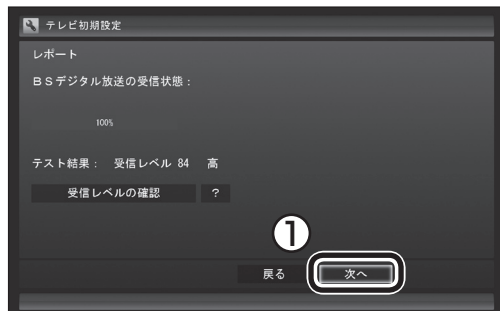 テレビ初期設定
レポート
BSデジタル放送の受信状態：
100%
テスト結果： 受信レベル 84 高
受信レベルの確認 ?
①
戻る 次へ